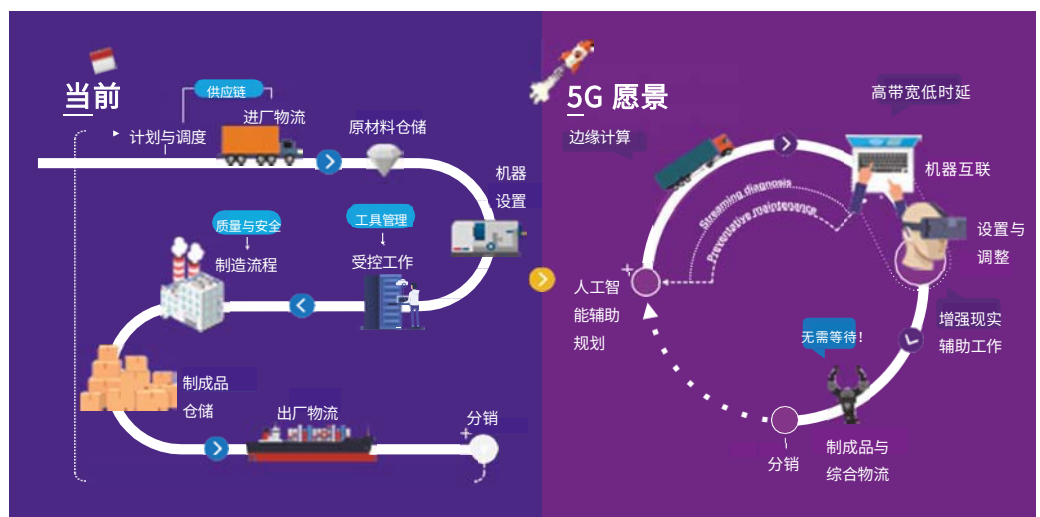 当前
供应链
计划与调度
进厂物流
原材料仓储
机器
设置
质量与安全
制造流程
工具管理
受控工作
制成品
仓储
出厂物流
分销
5G 愿景
边缘计算
高带宽低时延
机器互联
设置与
调整
Streaming diagnosis
Preventative maintenance
人工智
能辅助
规划
增强现实
辅助工作
无需等待!
制成品与
综合物流
分销